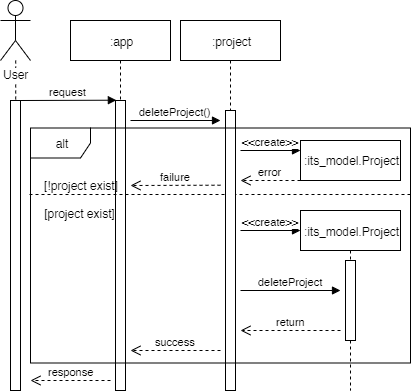 :app
:project
User
request
deleteProject()
alt
<<create>>
:its_model.Project
error
failure
[!project exist]
[project exist]
<<create>>
:its_model.Project
deleteProject
return
success
response